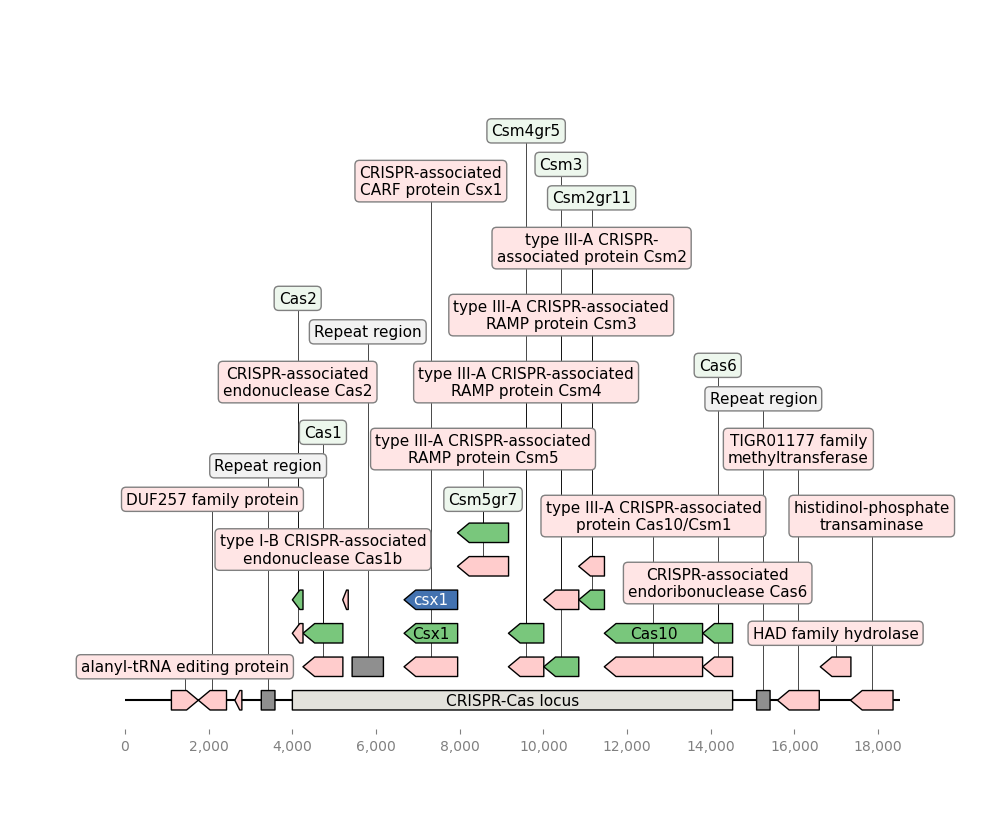 Csm4gr5
Csm3
CRISPR-associated
CARF protein Csx1
Csm2gr11
type III-A CRISPR-
associated protein Csm2
Cas2
type III-A CRISPR-associated
RAMP protein Csm3
Repeat region
Cas6
CRISPR-associated
endonuclease Cas2
type III-A CRISPR-associated
RAMP protein Csm4
Repeat region
Cas1
type III-A CRISPR-associated
RAMP protein Csm5
TIGR01177 family
methyltransferase
Repeat region
DUF257 family protein
Csm5gr7
type III-A CRISPR-associated
protein Cas10/Csm1
histidinol-phosphate
transaminase
type I-B CRISPR-associated
endonuclease Cas1b
CRISPR-associated
endoribonuclease Cas6
csx1
Csx1
Cas10
HAD family hydrolase
alanyl-tRNA editing protein
CRISPR-Cas locus
0 2,000 4,000 6,000 8,000 10,000 12,000 14,000 16,000 18,000